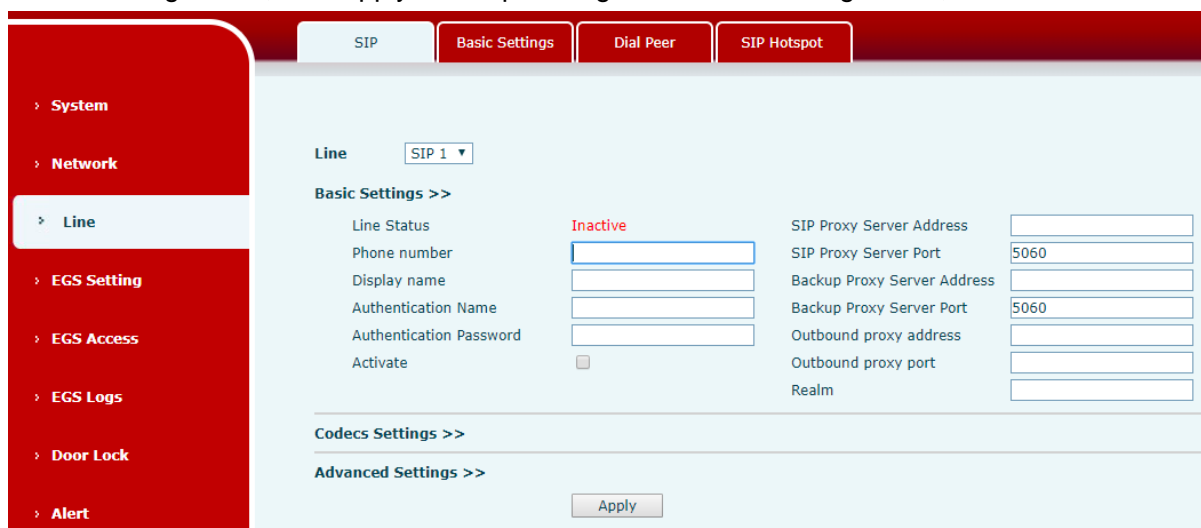 SIP Basic Settings Dial Peer SIP Hotspot
› System
› Network
› Line
› EGS Setting
› EGS Access
› EGS Logs
› Door Lock
› Alert
Line SIP 1 ▼
Basic Settings >>
Line Status Inactive SIP Proxy Server Address
Phone number SIP Proxy Server Port 5060
Display name Backup Proxy Server Address
Authentication Name Backup Proxy Server Port 5060
Authentication Password Outbound proxy address
Activate Outbound proxy port
Realm
Codecs Settings >>
Advanced Settings >>
Apply